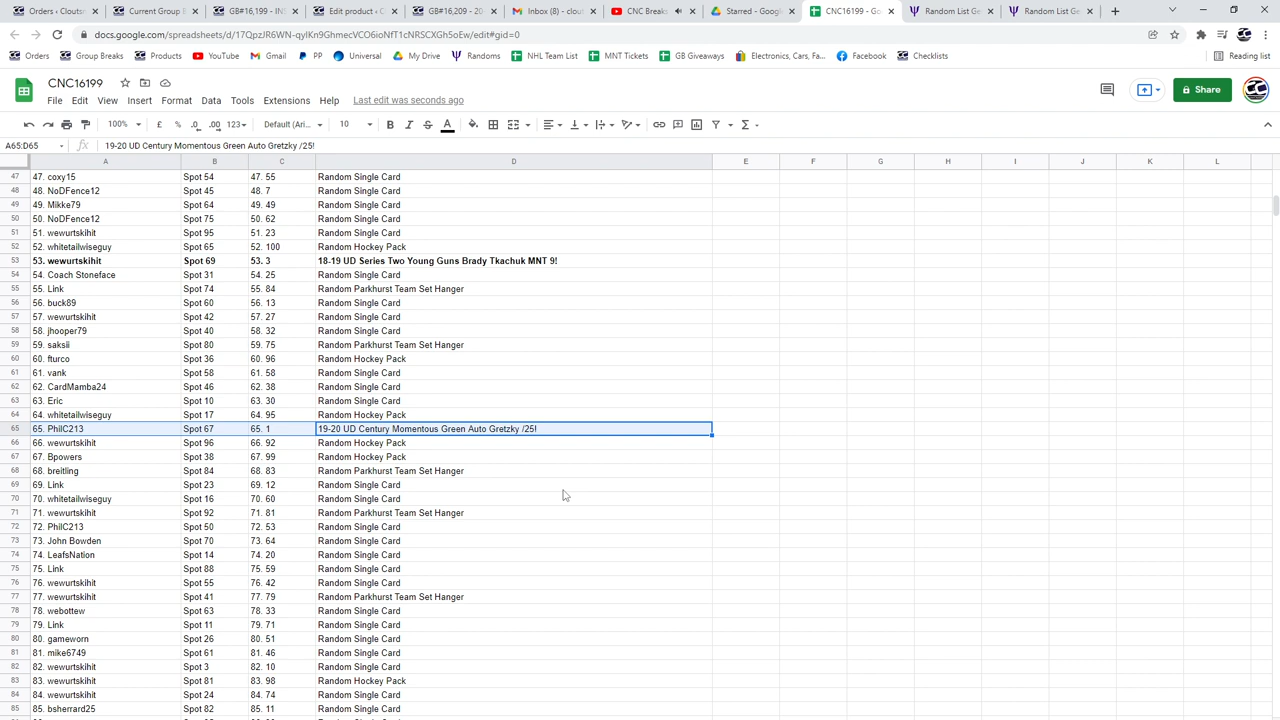 Orders ‹ Clouts
Current Group
GB#16,199 - INS
Edit product ‹ C
GB#16,209 - 20
Inbox (8) - clou
CNC Breaks
Starred - Google
CNC16199 - Go
Random List Ge
Random List Ge
docs.google.com/spreadsheets/d/17QpzJR6WN-qyIKn9GhmecVCO6ioNfT1cNRSCXGh5oEw/edit#gid=0
Orders Group Breaks Products YouTube Gmail PP Universal My Drive Randoms NHL Team List MNT Tickets GB Giveaways Electronics, Cars, Fa... Facebook Checklists Reading list
CNC16199
File Edit View Insert Format Data Tools Extensions Help Last edit was seconds ago
Share
100% £ % .0 .00 123 Default (Ari... 10 B I S A
A65:D65 fx 19-20 UD Century Momentous Green Auto Gretzky /25!
A B C D E F G H I J K L
47 47. coxy15 Spot 54 47. 55 Random Single Card
48 48. NoDFence12 Spot 45 48. 7 Random Single Card
49 49. Mikke79 Spot 64 49. 49 Random Single Card
50 50. NoDFence12 Spot 75 50. 62 Random Single Card
51 51. wewurtskihit Spot 95 51. 23 Random Single Card
52 52. whitetailwiseguy Spot 65 52. 100 Random Hockey Pack
53 53. wewurtskihit Spot 69 53. 3 18-19 UD Series Two Young Guns Brady Tkachuk MNT 9!
54 54. Coach Stoneface Spot 31 54. 25 Random Single Card
55 55. Link Spot 74 55. 84 Random Parkhurst Team Set Hanger
56 56. buck89 Spot 60 56. 13 Random Single Card
57 57. wewurtskihit Spot 42 57. 27 Random Single Card
58 58. jhooper79 Spot 40 58. 32 Random Single Card
59 59. saksii Spot 80 59. 75 Random Parkhurst Team Set Hanger
60 60. fturco Spot 36 60. 96 Random Hockey Pack
61 61. vank Spot 58 61. 58 Random Single Card
62 62. CardMamba24 Spot 46 62. 38 Random Single Card
63 63. Eric Spot 10 63. 30 Random Single Card
64 64. whitetailwiseguy Spot 17 64. 95 Random Hockey Pack
65 65. PhilC213 Spot 67 65. 1 19-20 UD Century Momentous Green Auto Gretzky /25!
66 66. wewurtskihit Spot 96 66. 92 Random Hockey Pack
67 67. Bpowers Spot 38 67. 99 Random Hockey Pack
68 68. breitling Spot 84 68. 83 Random Parkhurst Team Set Hanger
69 69. Link Spot 23 69. 12 Random Single Card
70 70. whitetailwiseguy Spot 16 70. 60 Random Single Card
71 71. wewurtskihit Spot 92 71. 81 Random Parkhurst Team Set Hanger
72 72. PhilC213 Spot 50 72. 53 Random Single Card
73 73. John Bowden Spot 70 73. 64 Random Single Card
74 74. LeafsNation Spot 14 74. 20 Random Single Card
75 75. Link Spot 88 75. 59 Random Single Card
76 76. wewurtskihit Spot 55 76. 42 Random Single Card
77 77. wewurtskihit Spot 41 77. 79 Random Parkhurst Team Set Hanger
78 78. webottew Spot 63 78. 33 Random Single Card
79 79. Link Spot 11 79. 71 Random Single Card
80 80. gameworn Spot 26 80. 51 Random Single Card
81 81. mike6749 Spot 61 81. 46 Random Single Card
82 82. wewurtskihit Spot 3 82. 10 Random Single Card
83 83. wewurtskihit Spot 81 83. 98 Random Hockey Pack
84 84. wewurtskihit Spot 24 84. 74 Random Single Card
85 85. bsherrard25 Spot 82 85. 11 Random Single Card